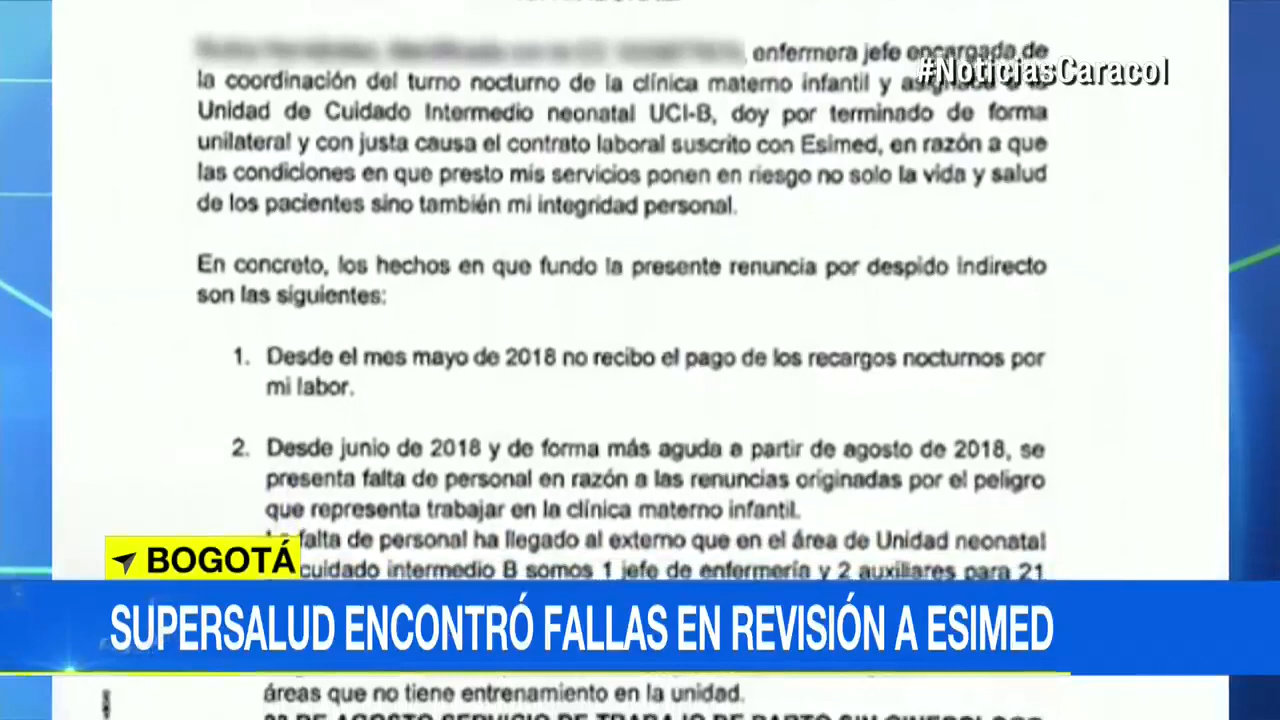 enfermera jefe encargada de
#NoticiasCaracol
la coordinación del turno nocturno de la clínica materno infantil y
Unidad de Cuidado Intermedio neonatal UCI-B, doy por terminado de forma
unilateral y con justa causa el contrato laboral suscrito con Esimed, en razón a que
las condiciones en que presto mis servicios ponen en riesgo no solo la vida y salud
de los pacientes sino también mi integridad personal.
En concreto, los hechos en que fundo la presente renuncia por despido indirecto
son las siguientes:
1. Desde el mes mayo de 2018 no recibo el pago de los recargos nocturnos por
mi labor.
2. Desde junio de 2018 y de forma más aguda a partir de agosto de 2018, se
presenta falta de personal en razón a las renuncias originadas por el peligro
que representa trabajar en la clínica materno infantil.
falta de personal ha llegado al externo que en el área de Unidad neonatal
cuidado intermedio B somos 1 jefe de enfermería y 2 auxiliares para 21
BOGOTÁ
SUPERSALUD ENCONTRÓ FALLAS EN REVISIÓN A ESIMED
áreas que no tiene entrenamiento en la unidad.